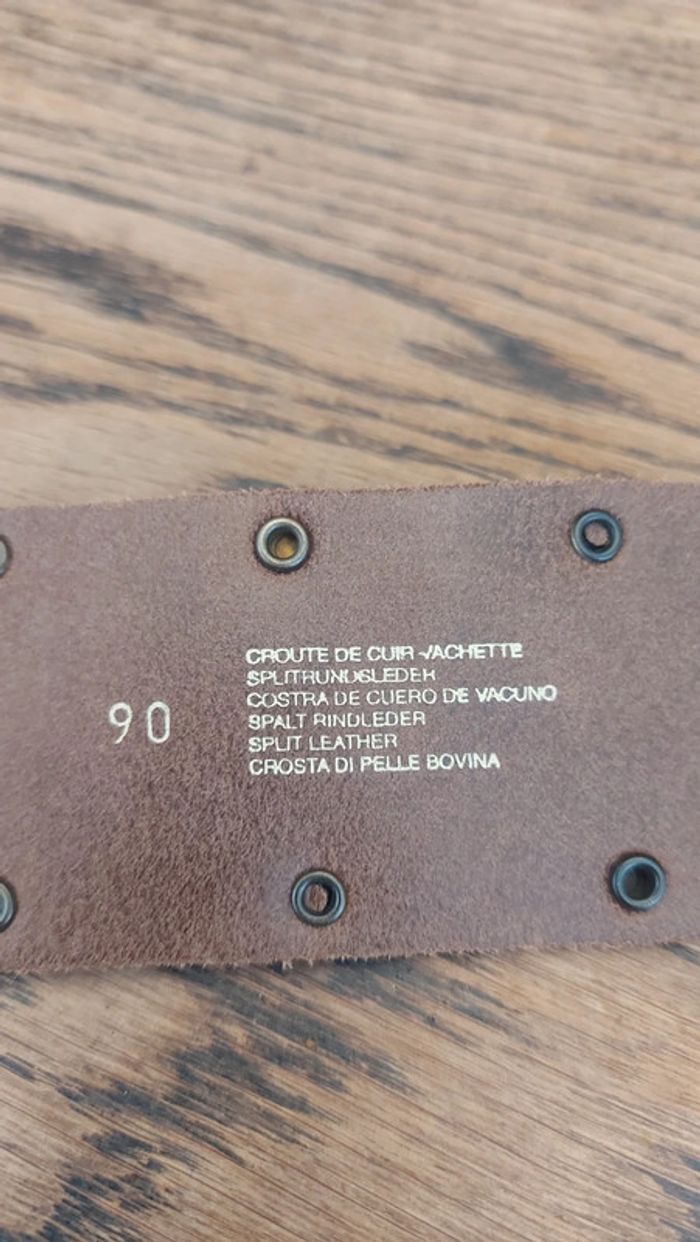 90
CROUTE DE CUIR VACHETTE
SPLITRUNDSLEDER
COSTRA DE CUERO DE VACUNO
SPALT RINDLEDER
SPLIT LEATHER
CROSTA DI PELLE BOVINA